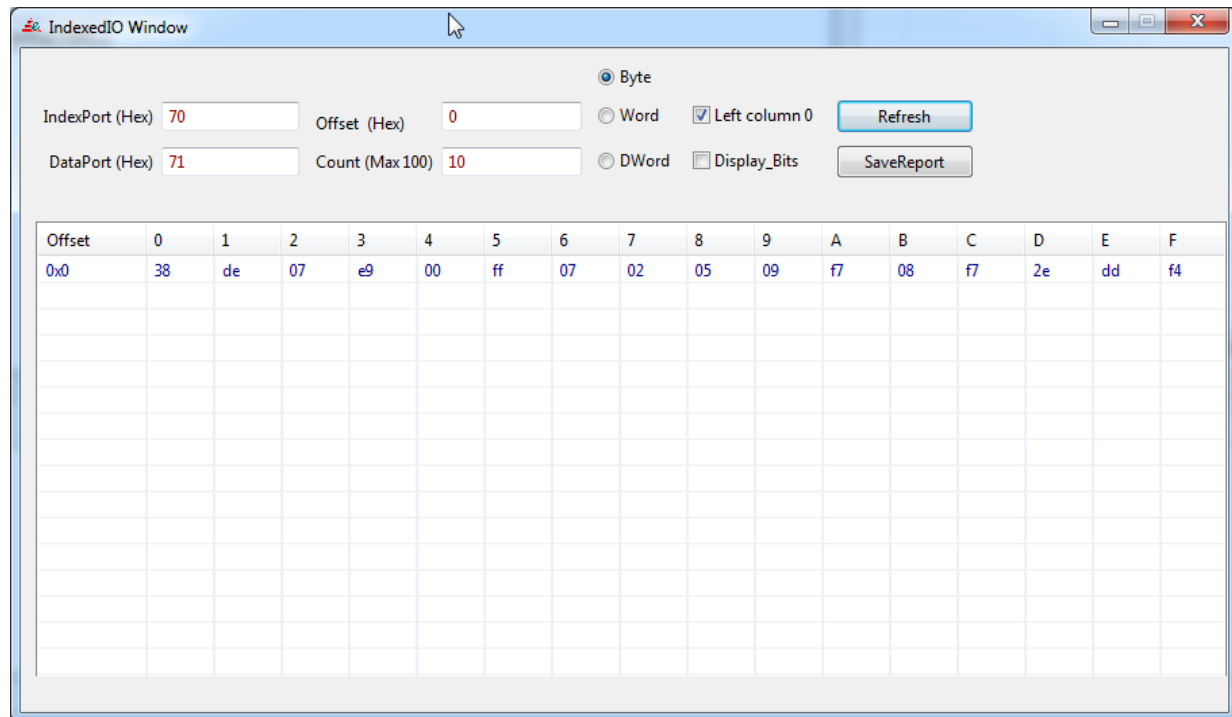 IndexedIO Window
Byte
IndexPort (Hex) 70 Offset (Hex) 0 Word Left column 0 Refresh
DataPort (Hex) 71 Count (Max 100) 10 DWord Display_Bits SaveReport
Offset 0 1 2 3 4 5 6 7 8 9 A B C D E F
0x0 38 de 07 e9 00 ff 07 02 05 09 f7 08 f7 2e dd f4